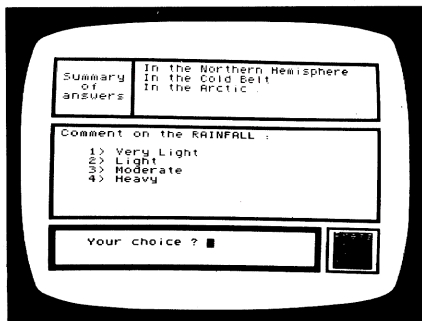 Summary
of
answers
In the Northern Hemisphere
In the Cold Belt
In the Arctic
Comment on the RAINFALL :
1> Very Light
2> Light
3> Moderate
4> Heavy
Your choice ?